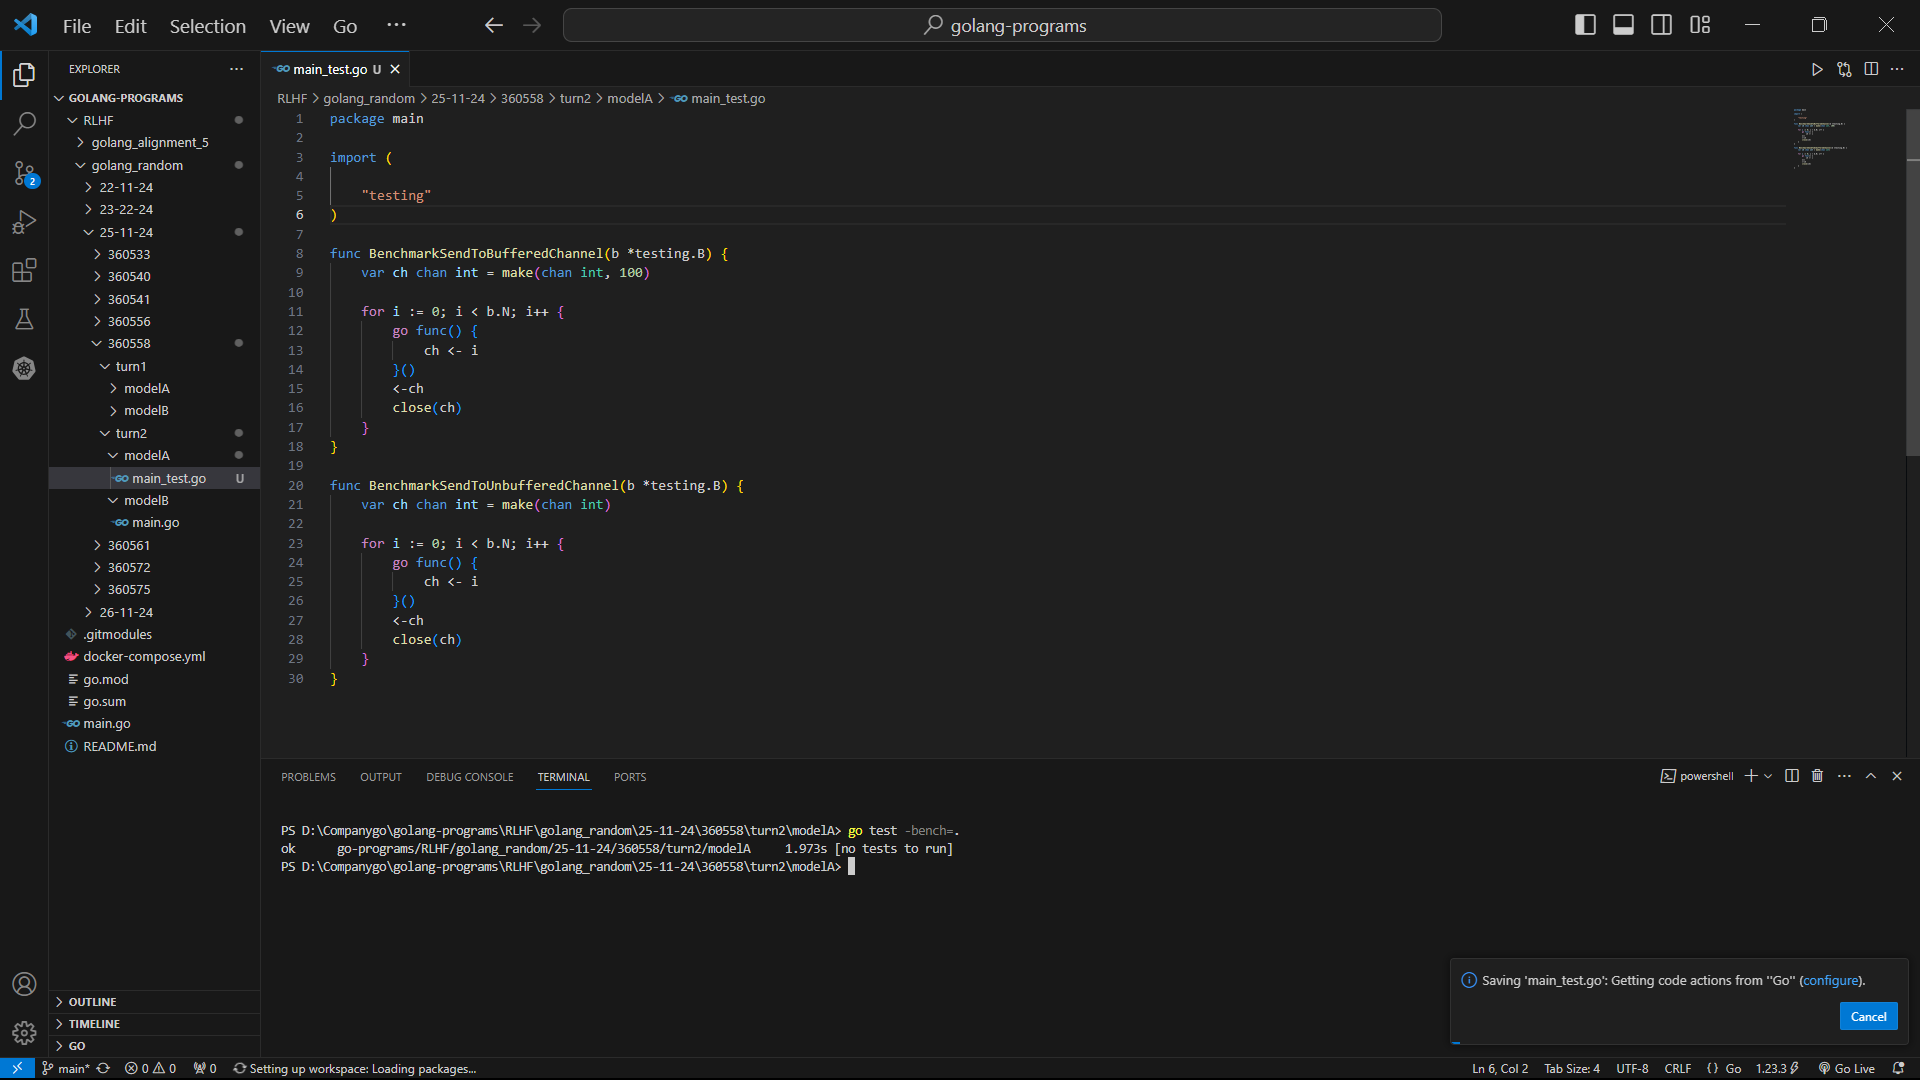 File Edit Selection View Go ···
golang-programs
EXPLORER ···
GOLANG-PROGRAMS
RLHF
golang_alignment_5
golang_random
22-11-24
23-22-24
25-11-24
360533
360540
360541
360556
360558
turn1
modelA
modelB
turn2
modelA
main_test.go U
modelB
main.go
360561
360572
360575
26-11-24
.gitmodules
docker-compose.yml
go.mod
go.sum
main.go
README.md
OUTLINE
TIMELINE
GO
2
main_test.go U
RLHF > golang_random > 25-11-24 > 360558 > turn2 > modelA > main_test.go
1 package main
2
3 import (
4
5 "testing"
6 )
7
8 func BenchmarkSendToBufferedChannel(b *testing.B) {
9 var ch chan int = make(chan int, 100)
10
11 for i := 0; i < b.N; i++ {
12 go func() {
13 ch <- i
14 }()
15 <-ch
16 close(ch)
17 }
18 }
19
20 func BenchmarkSendToUnbufferedChannel(b *testing.B) {
21 var ch chan int = make(chan int)
22
23 for i := 0; i < b.N; i++ {
24 go func() {
25 ch <- i
26 }()
27 <-ch
28 close(ch)
29 }
30 }
PROBLEMS OUTPUT DEBUG CONSOLE TERMINAL PORTS
powershell
PS D:\Companygo\golang-programs\RLHF\golang_random\25-11-24\360558\turn2\modelA> go test -bench=.
ok go-programs/RLHF/golang_random/25-11-24/360558/turn2/modelA 1.973s [no tests to run]
PS D:\Companygo\golang-programs\RLHF\golang_random\25-11-24\360558\turn2\modelA>
Saving 'main_test.go': Getting code actions from ''Go'' (configure).
Cancel
main* 0 0 0 Setting up workspace: Loading packages...
Ln 6, Col 2 Tab Size: 4 UTF-8 CRLF {} Go 1.23.3 Go Live